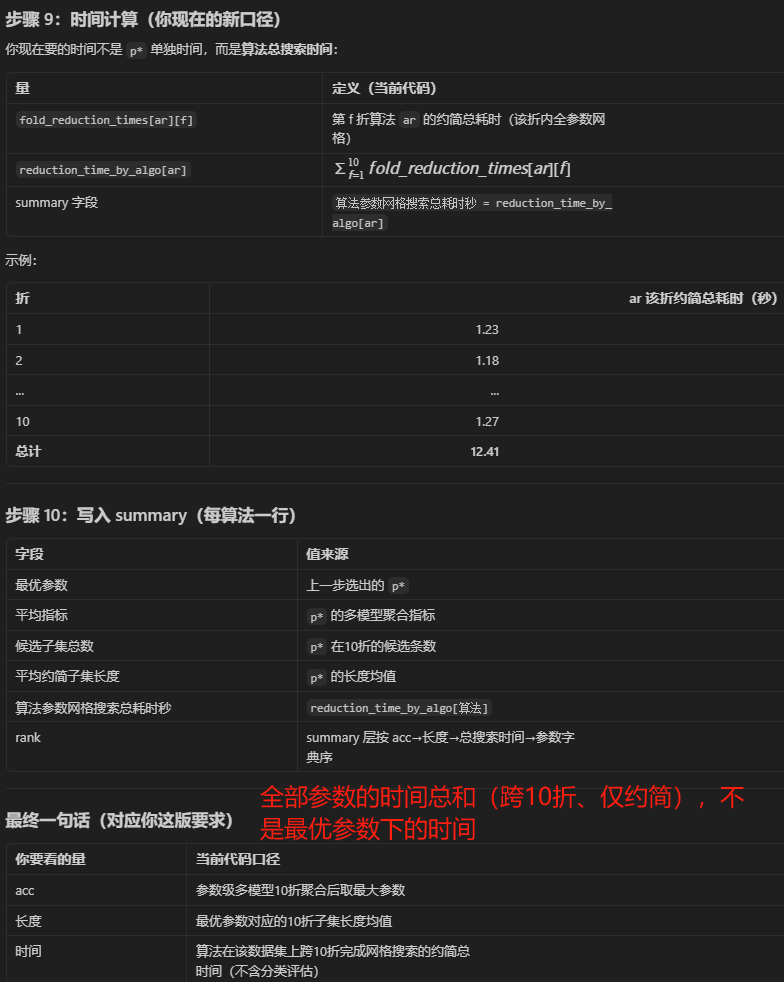 步骤 9：时间计算（你现在的新口径）
你现在要的时间不是 p* 单独时间，而是算法总搜索时间：
量 定义（当前代码）
fold_reduction_times[ar][f] 第 f 折算法 ar 的约简总耗时（该折内全参数网
格）
reduction_time_by_algo[ar] ∑_{f=1}^{10} fold_reduction_times[ar][f]
summary 字段 算法参数网格搜索总耗时秒 = reduction_time_by_
algo[ar]
示例：
折 ar 该折约简总耗时（秒）
1 1.23
2 1.18
... ...
10 1.27
总计 12.41
步骤 10：写入 summary（每算法一行）
字段 值来源
最优参数 上一步选出的 p*
平均指标 p* 的多模型聚合指标
候选子集总数 p* 在10折的候选条数
平均约简子集长度 p* 的长度均值
算法参数网格搜索总耗时秒 reduction_time_by_algo[算法]
rank summary 层按 acc→长度→总搜索时间→参数字
典序
全部参数的时间总和（跨10折、仅约简），不
是最优参数下的时间
最终一句话（对应你这版要求）
你要看的量 当前代码口径
acc 参数级多模型10折聚合后取最大参数
长度 最优参数对应的10折子集长度均值
时间 算法在该数据集上跨10折完成网格搜索的约简总
时间（不含分类评估）